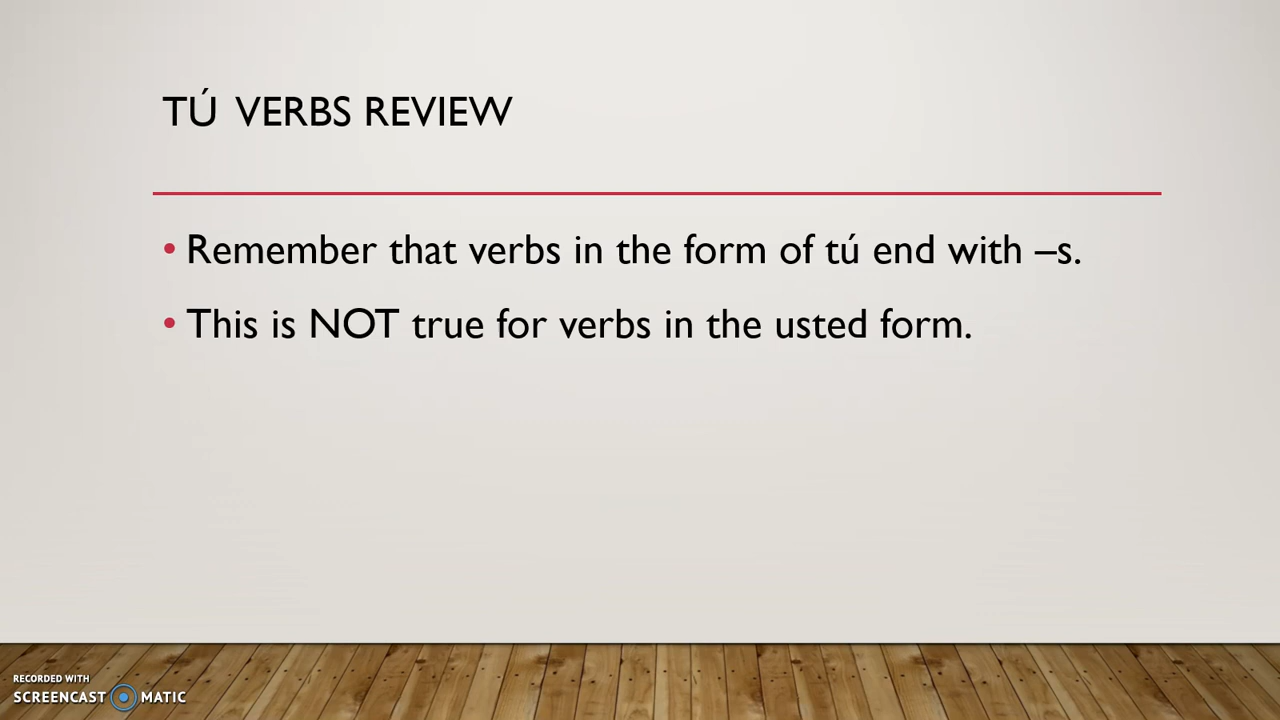 TÚ VERBS REVIEW
• Remember that verbs in the form of tú end with –s.
• This is NOT true for verbs in the usted form.
RECORDED WITH
SCREENCAST MATIC